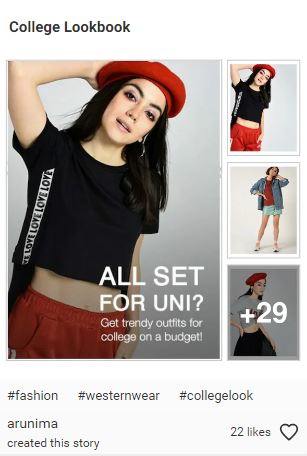 College Lookbook
LOVE LOVE LOVE LOVE
ALL SET
FOR UNI?
Get trendy outfits for
college on a budget!
+29
#fashion #westernwear #collegelook
arunima
created this story
22 likes